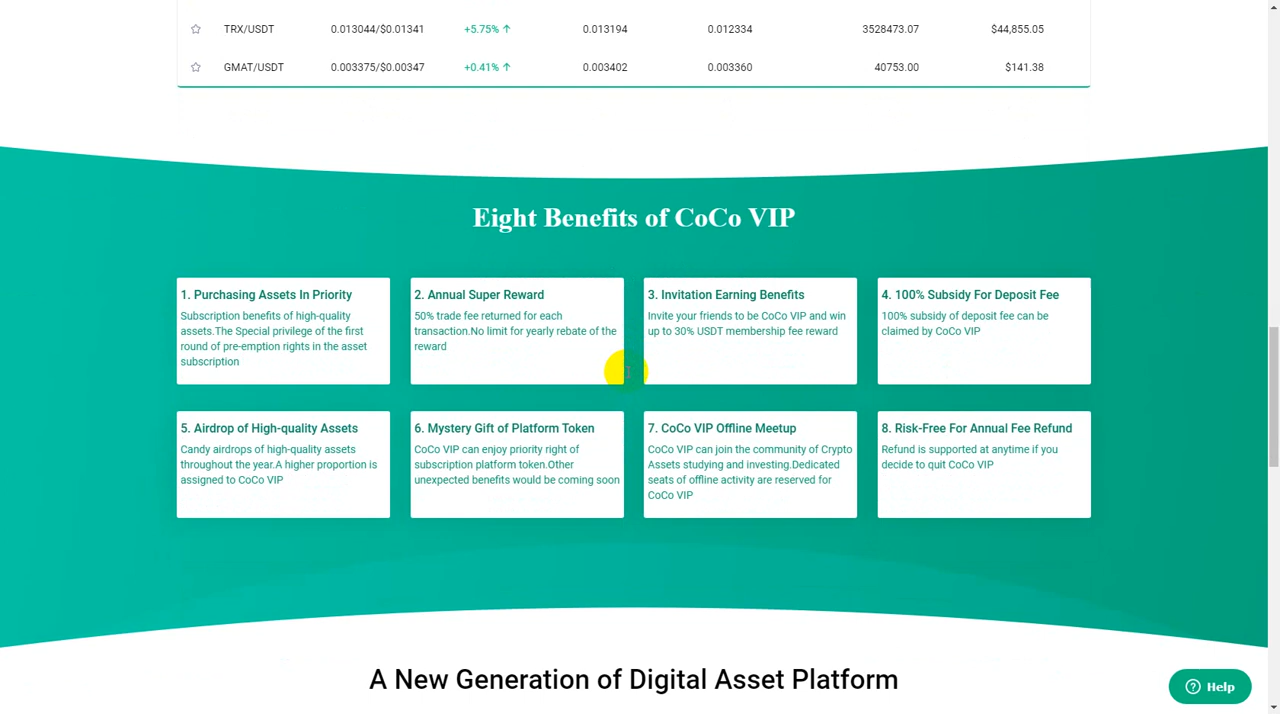 TRX/USDT 0.013044/$0.01341 +5.75% ↑ 0.013194 0.012334 3528473.07 $44,855.05
GMAT/USDT 0.003375/$0.00347 +0.41% ↑ 0.003402 0.003360 40753.00 $141.38
Eight Benefits of CoCo VIP
1. Purchasing Assets In Priority
Subscription benefits of high-quality
assets.The Special privilege of the first
round of pre-emption rights in the asset
subscription
2. Annual Super Reward
50% trade fee returned for each
transaction.No limit for yearly rebate of the
reward
3. Invitation Earning Benefits
Invite your friends to be CoCo VIP and win
up to 30% USDT membership fee reward
4. 100% Subsidy For Deposit Fee
100% subsidy of deposit fee can be
claimed by CoCo VIP
5. Airdrop of High-quality Assets
Candy airdrops of high-quality assets
throughout the year.A higher proportion is
assigned to CoCo VIP
6. Mystery Gift of Platform Token
CoCo VIP can enjoy priority right of
subscription platform token.Other
unexpected benefits would be coming soon
7. CoCo VIP Offline Meetup
CoCo VIP can join the community of Crypto
Assets studying and investing.Dedicated
seats of offline activity are reserved for
CoCo VIP
8. Risk-Free For Annual Fee Refund
Refund is supported at anytime if you
decide to quit CoCo VIP
A New Generation of Digital Asset Platform
Help